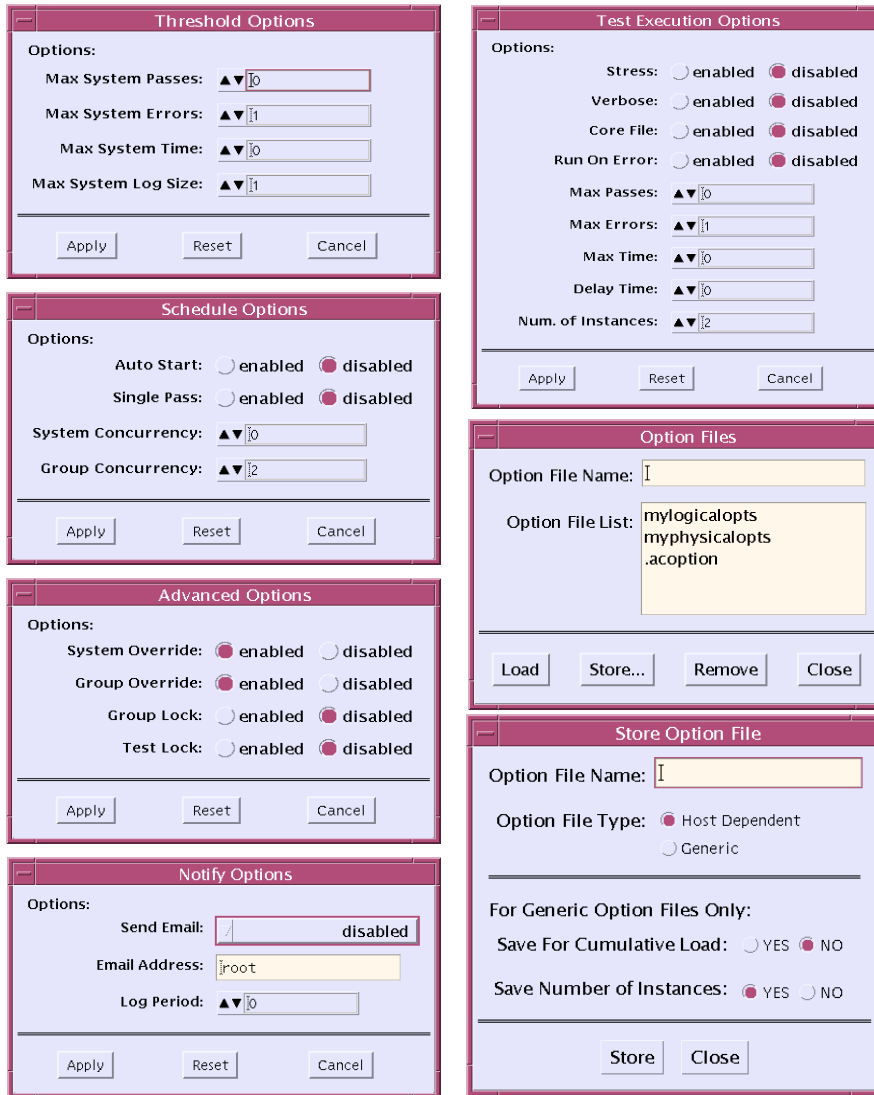 Threshold Options
Options:
Max System Passes: 0
Max System Errors: 1
Max System Time: 0
Max System Log Size: 1
Apply Reset Cancel
Schedule Options
Options:
Auto Start: enabled disabled
Single Pass: enabled disabled
System Concurrency: 0
Group Concurrency: 2
Apply Reset Cancel
Advanced Options
Options:
System Override: enabled disabled
Group Override: enabled disabled
Group Lock: enabled disabled
Test Lock: enabled disabled
Apply Reset Cancel
Notify Options
Options:
Send Email: disabled
Email Address: root
Log Period: 0
Apply Reset Cancel
Test Execution Options
Options:
Stress: enabled disabled
Verbose: enabled disabled
Core File: enabled disabled
Run On Error: enabled disabled
Max Passes: 0
Max Errors: 1
Max Time: 0
Delay Time: 0
Num. of Instances: 2
Apply Reset Cancel
Option Files
Option File Name:
Option File List: mylogicalopts
myphysicalopts
.acoption
Load Store... Remove Close
Store Option File
Option File Name:
Option File Type: Host Dependent
Generic
For Generic Option Files Only:
Save For Cumulative Load: YES NO
Save Number of Instances: YES NO
Store Close